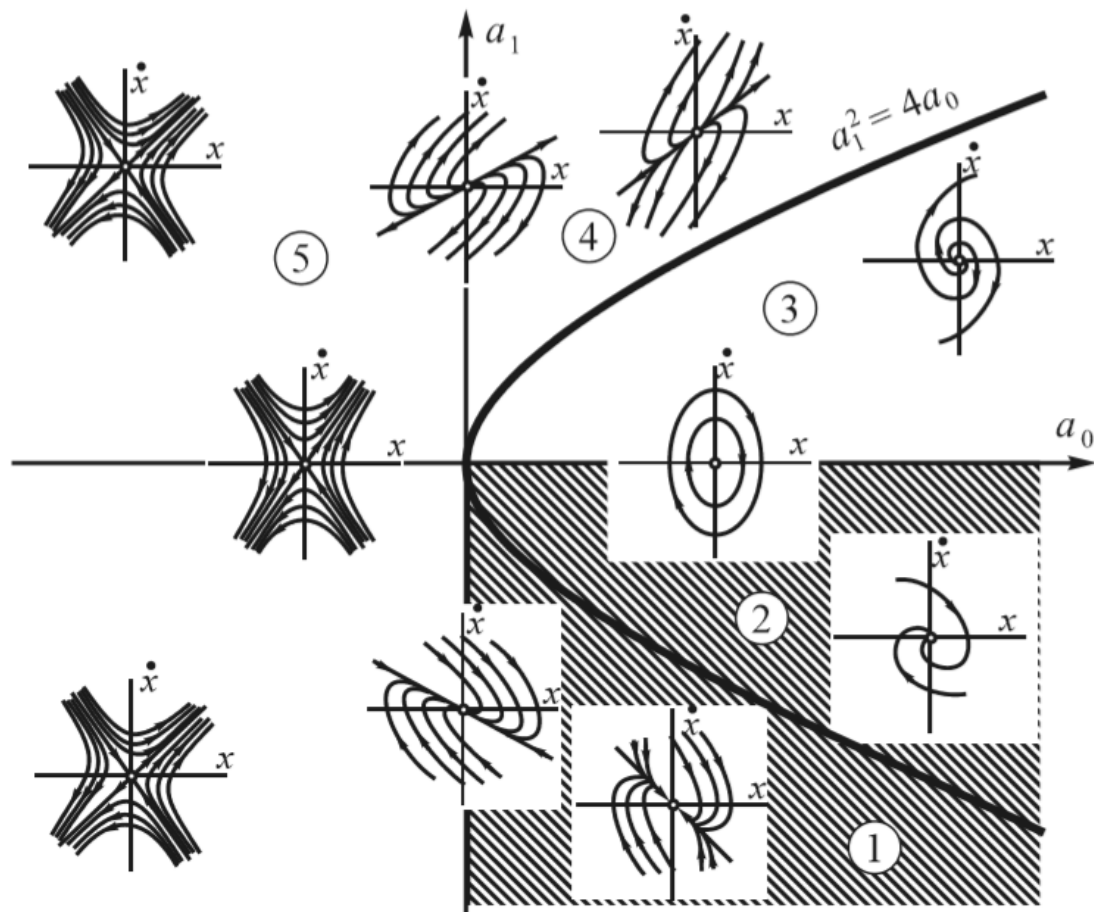 a₁
ẋ
ẋ
ẋ
x
x
x
a₁² = 4a₀
ẋ
x
5
4
3
ẋ
x
ẋ
x
a₀
2
ẋ
x
ẋ
x
ẋ
x
ẋ
x
1